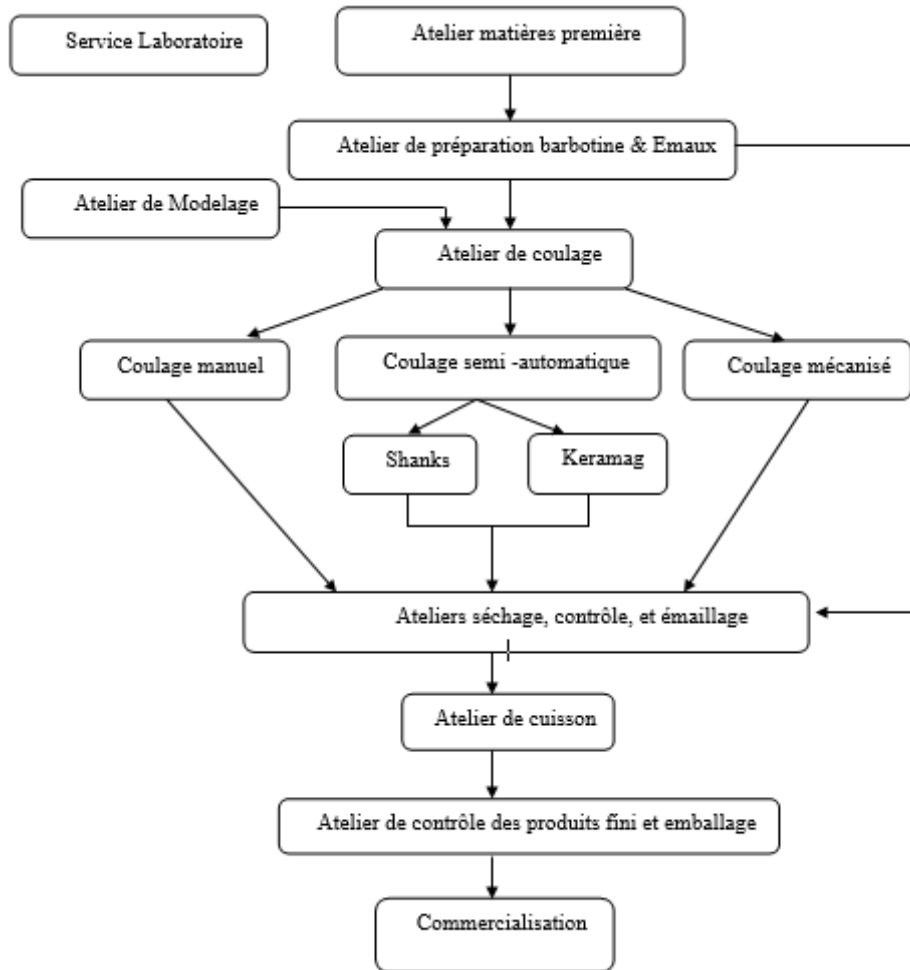 Service Laboratoire
Atelier matières première
Atelier de préparation barbotine & Emaux
Atelier de Modelage
Atelier de coulage
Coulage manuel
Coulage semi -automatique
Coulage mécanisé
Shanks
Keramag
Ateliers séchage, contrôle, et émaillage
Atelier de cuisson
Atelier de contrôle des produits fini et emballage
Commercialisation